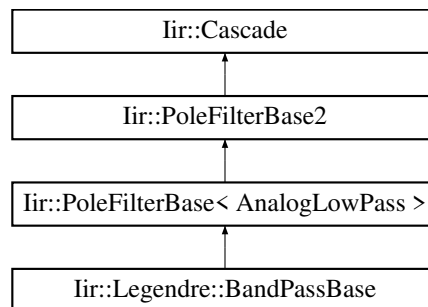 Iir::Cascade
Iir::PoleFilterBase2
Iir::PoleFilterBase< AnalogLowPass >
Iir::Legendre::BandPassBase